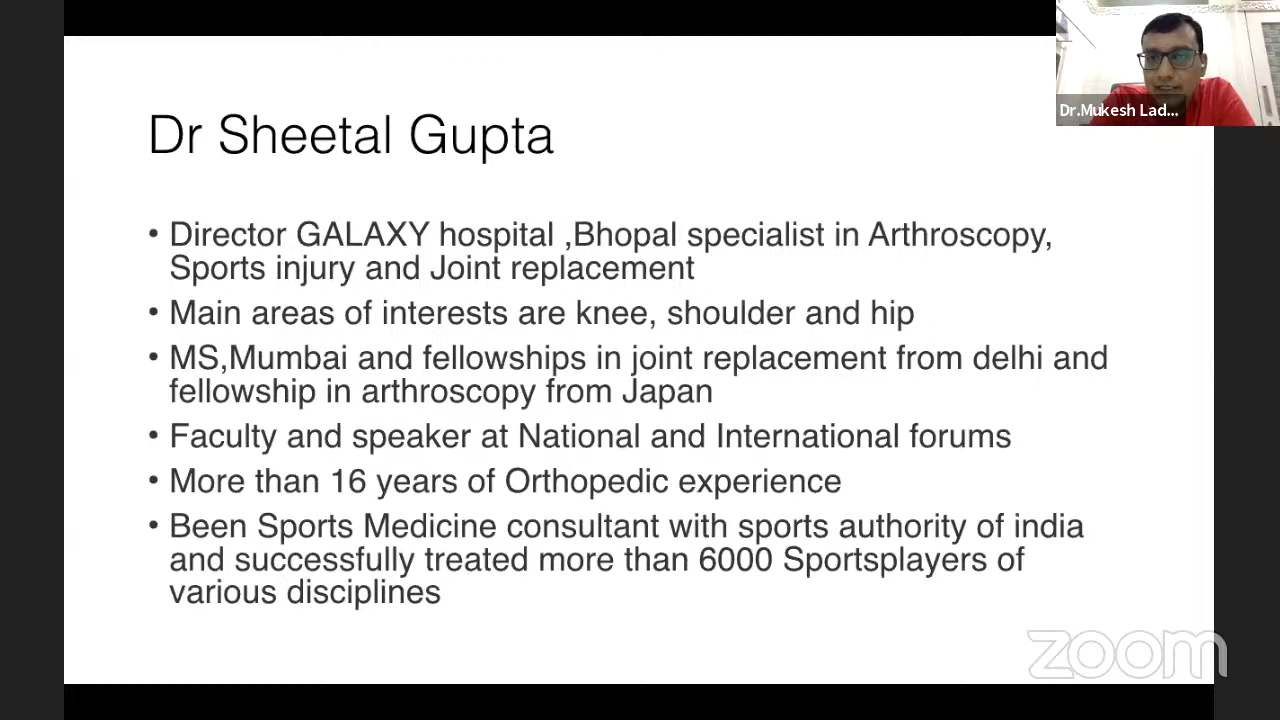 Dr.Mukesh Lad...
Dr Sheetal Gupta
• Director GALAXY hospital ,Bhopal specialist in Arthroscopy,
Sports injury and Joint replacement
• Main areas of interests are knee, shoulder and hip
• MS,Mumbai and fellowships in joint replacement from delhi and
fellowship in arthroscopy from Japan
• Faculty and speaker at National and International forums
• More than 16 years of Orthopedic experience
• Been Sports Medicine consultant with sports authority of india
and successfully treated more than 6000 Sportsplayers of
various disciplines
zoom